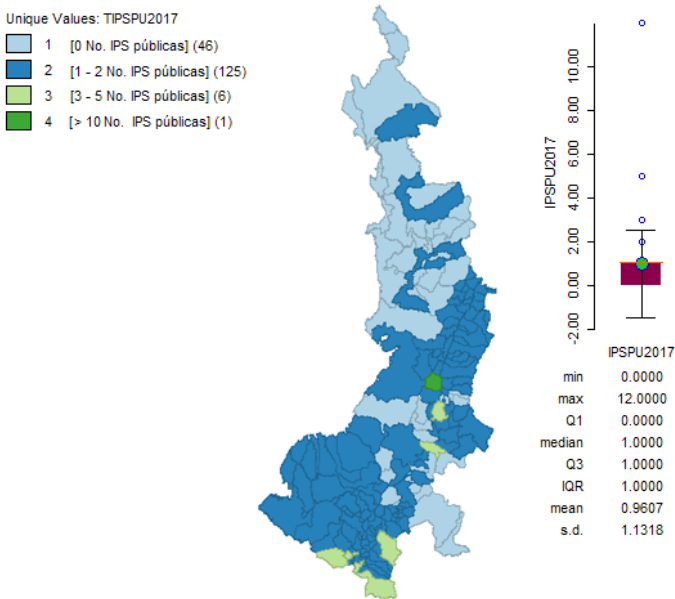 Unique Values: TIPSPU2017
1 [0 No. IPS públicas] (46)
2 [1 - 2 No. IPS públicas] (125)
3 [3 - 5 No. IPS públicas] (6)
4 [> 10 No. IPS públicas] (1)
IPSPU2017
10.00
8.00
6.00
4.00
2.00
0.00
-2.00
IPSPU2017
min 0.0000
max 12.0000
Q1 0.0000
median 1.0000
Q3 1.0000
IQR 1.0000
mean 0.9607
s.d. 1.1318